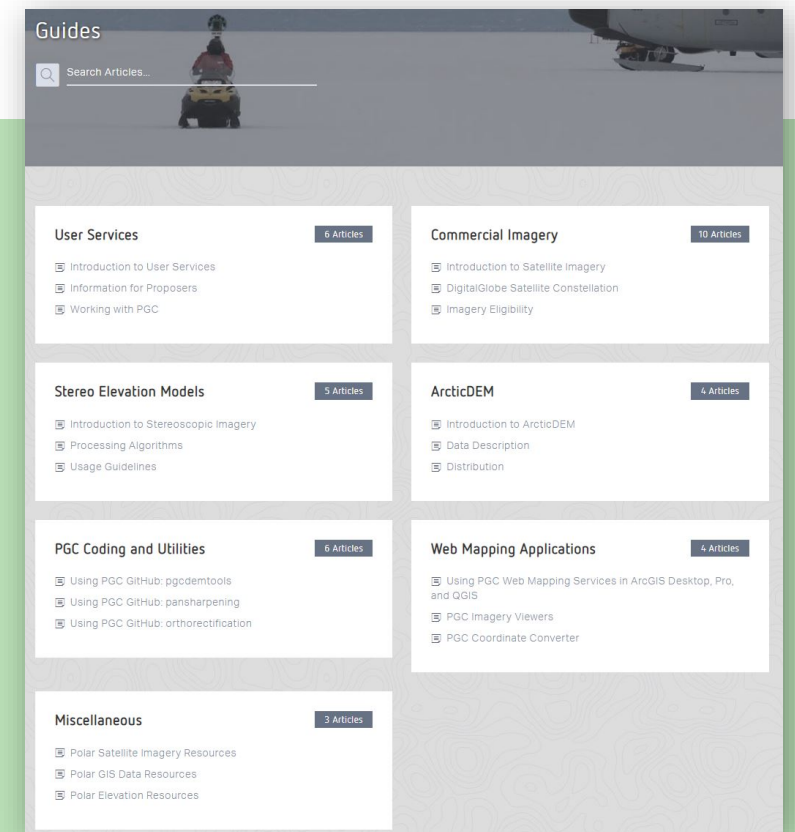 Guides
Search Articles...
User Services
6 Articles
Introduction to User Services
Information for Proposers
Working with PGC
Commercial Imagery
10 Articles
Introduction to Satellite Imagery
DigitalGlobe Satellite Constellation
Imagery Eligibility
Stereo Elevation Models
5 Articles
Introduction to Stereoscopic Imagery
Processing Algorithms
Usage Guidelines
ArcticDEM
4 Articles
Introduction to ArcticDEM
Data Description
Distribution
PGC Coding and Utilities
6 Articles
Using PGC GitHub: pgcdemtools
Using PGC GitHub: pansharpening
Using PGC GitHub: orthorectification
Web Mapping Applications
4 Articles
Using PGC Web Mapping Services in ArcGIS Desktop, Pro,
and QGIS
PGC Imagery Viewers
PGC Coordinate Converter
Miscellaneous
3 Articles
Polar Satellite Imagery Resources
Polar GIS Data Resources
Polar Elevation Resources